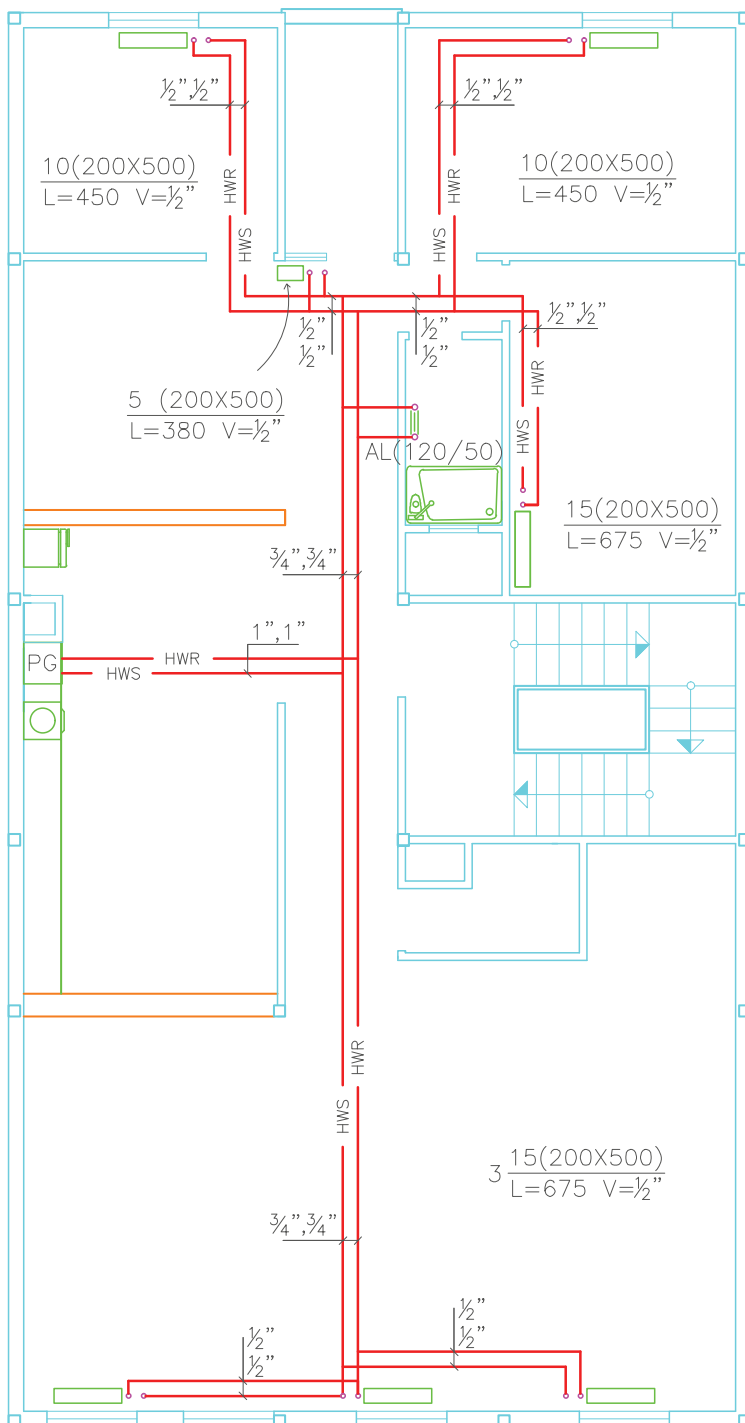 ½”,½”
½”,½”
10(200X500)
L=450 V=½”
10(200X500)
L=450 V=½”
HWR
HWS
HWS
HWR
½”
½”
½”
½”
½”,½”
HWR
HWS
5 (200X500)
L=380 V=½”
AL(120/50)
15(200X500)
L=675 V=½”
¾”,¾”
1”,1”
PG
HWR
HWS
HWR
HWS
3 15(200X500)
L=675 V=½”
¾”,¾”
½”
½”
½”
½”